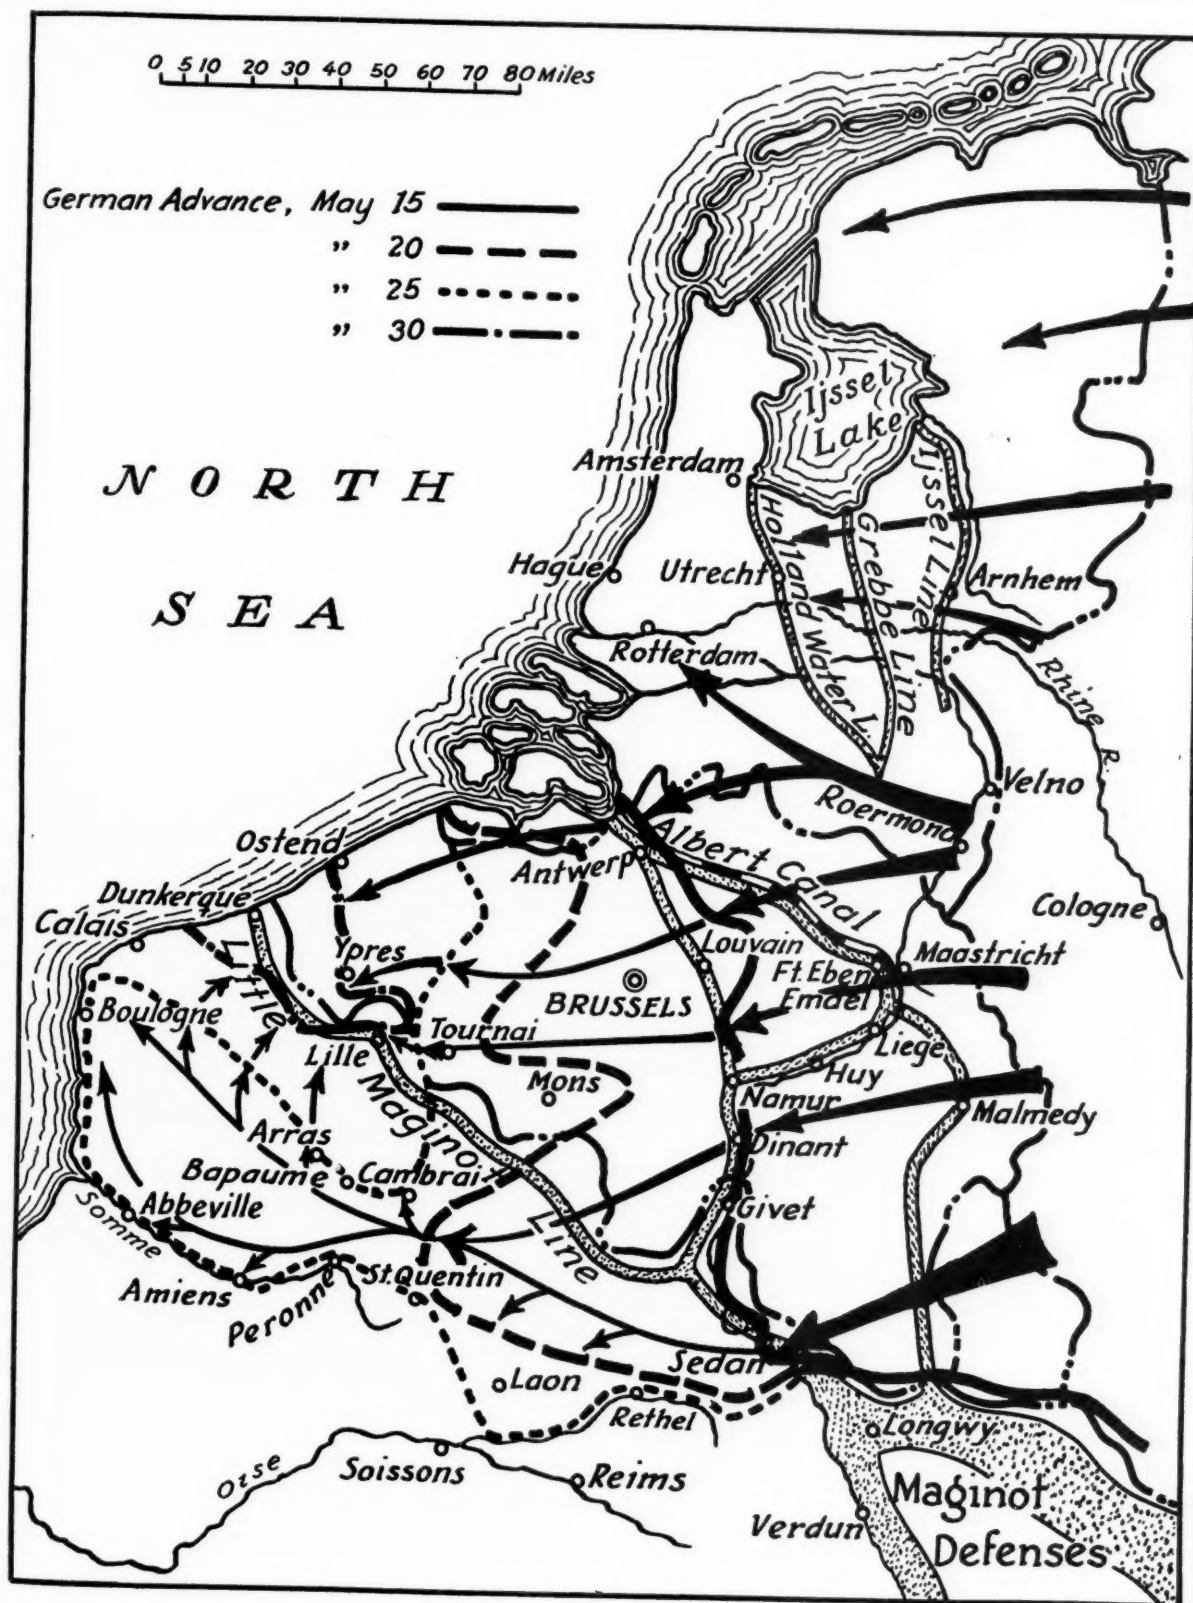 0 5 10 20 30 40 50 60 70 80 Miles
German Advance, May 15
" 20
" 25
" 30
NORTH
SEA
Ijssel
Lake
Amsterdam
Holland Water L.
Grebbe Line
Ijssel Line
Hague
Utrecht
Arnhem
Rotterdam
Rhine R.
Velno
Roermond
Ostend
Antwerp
Albert Canal
Dunkerque
Calais
Cologne
Ypres
Louvain
Maastricht
Ft. Eben
Emael
BRUSSELS
Boulogne
Little
Maginot
Line
Lille
Tournai
Liege
Huy
Mons
Namur
Malmedy
Dinant
Arras
Bapaume
Cambrai
Givet
Abbeville
Somme
St. Quentin
Amiens
Peronne
Sedan
Laon
Rethel
Longwy
Oise
Soissons
Reims
Verdun
Maginot
Defenses